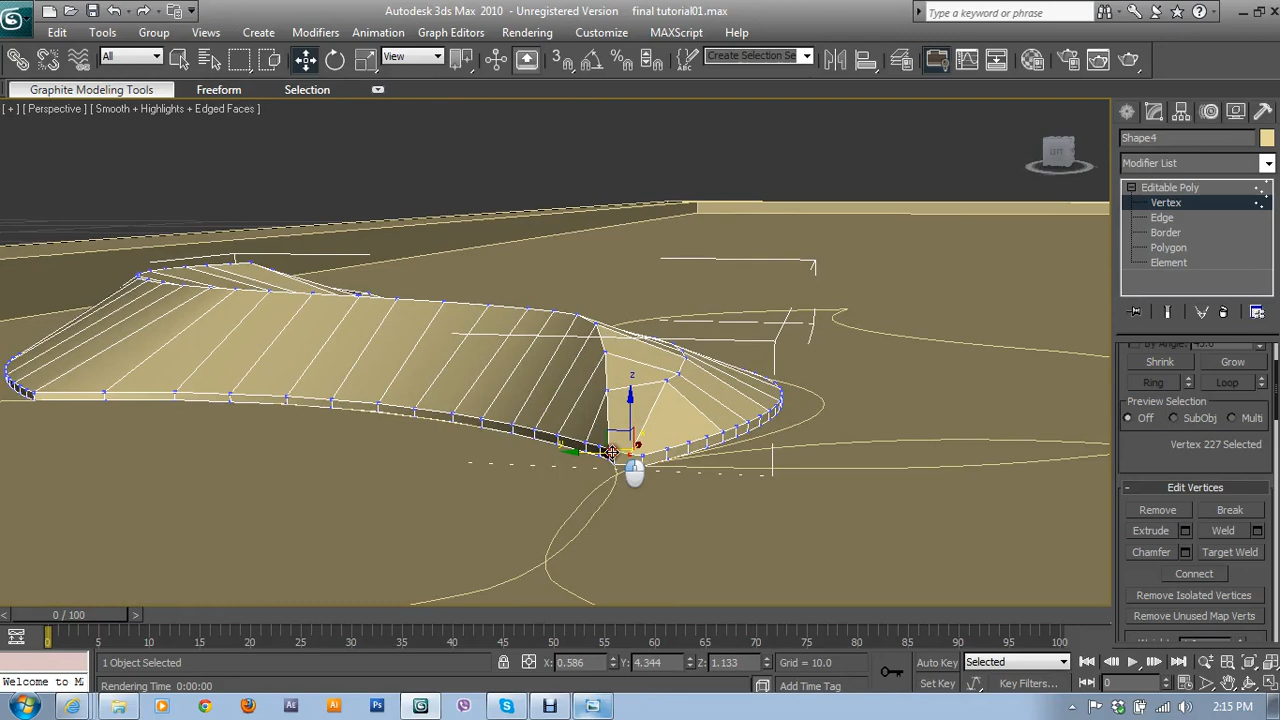 Autodesk 3ds Max 2010 - Unregistered Version final tutorial01.max
Type a keyword or phrase
Edit Tools Group Views Create Modifiers Animation Graph Editors Rendering Customize MAXScript Help
All View Create Selection Se
Graphite Modeling Tools Freeform Selection
[ + ] [ Perspective ] [ Smooth + Highlights + Edged Faces ]
Shape4
Modifier List
Editable Poly
Vertex
Edge
Border
Polygon
Element
By Angle: 45.0
Shrink Grow
Ring Loop
Preview Selection
Off SubObj Multi
Vertex 227 Selected
Edit Vertices
Remove Break
Extrude Weld
Chamfer Target Weld
Connect
Remove Isolated Vertices
Remove Unused Map Verts
z
0 / 100
0 5 10 15 20 25 30 35 40 45 50 55 60 65 70 75 80 85 90 95 100
1 Object Selected X: 0.586 Y: 4.344 Z: 1.133 Grid = 10.0 Auto Key Selected
Welcome to M Rendering Time 0:00:00 Add Time Tag Set Key Key Filters... 0
2:15 PM